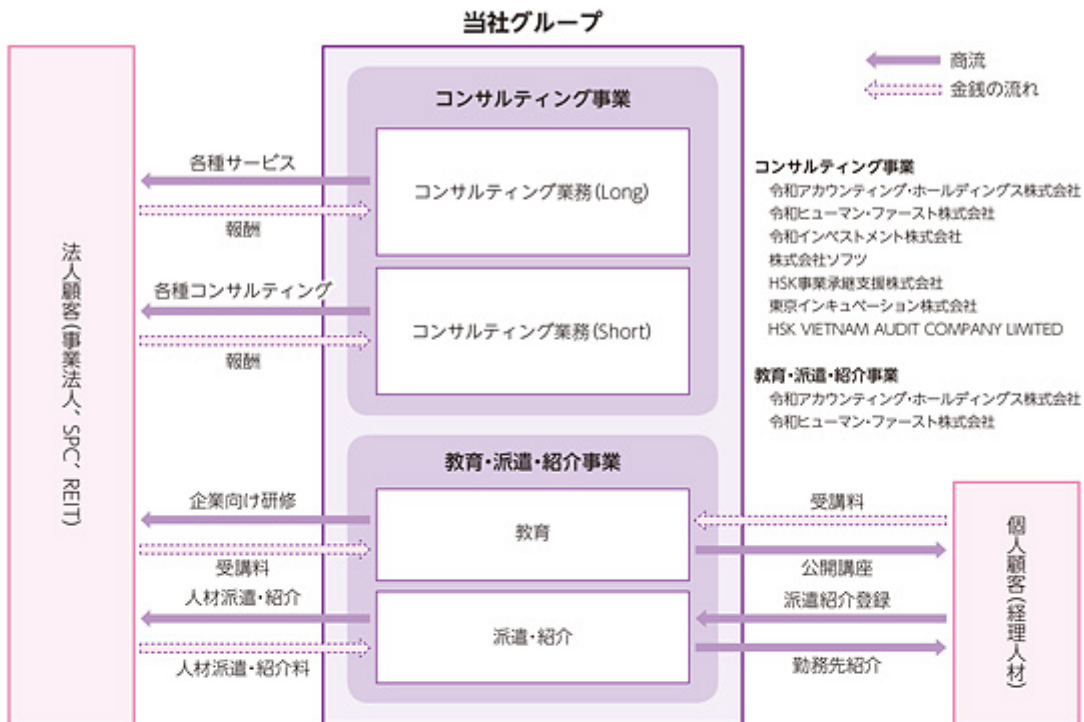 当社グループ
商流
金銭の流れ
コンサルティング事業
コンサルティング業務(Long)
コンサルティング業務(Short)
各種サービス
報酬
各種コンサルティング
報酬
法人顧客(事業法人、SPC、REIT)
コンサルティング事業
令和アカウンティング・ホールディングス株式会社
令和ヒューマン・ファースト株式会社
令和インベストメント株式会社
株式会社ソフツ
HSK事業承継支援株式会社
東京インキュベーション株式会社
HSK VIETNAM AUDIT COMPANY LIMITED
教育・派遣・紹介事業
令和アカウンティング・ホールディングス株式会社
令和ヒューマン・ファースト株式会社
教育・派遣・紹介事業
教育
派遣・紹介
企業向け研修
受講料
人材派遣・紹介
人材派遣・紹介料
受講料
公開講座
派遣紹介登録
勤務先紹介
個人顧客(経理人材)